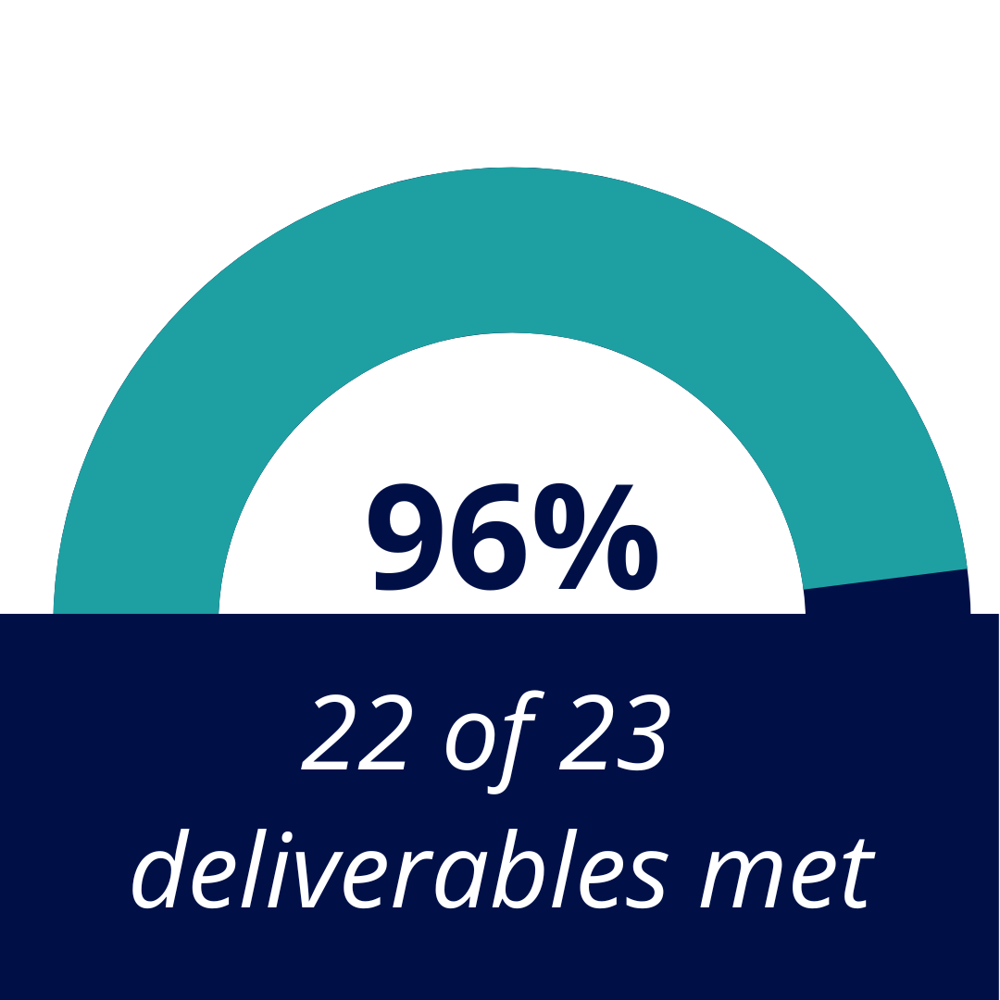 96%
22 of 23
deliverables met